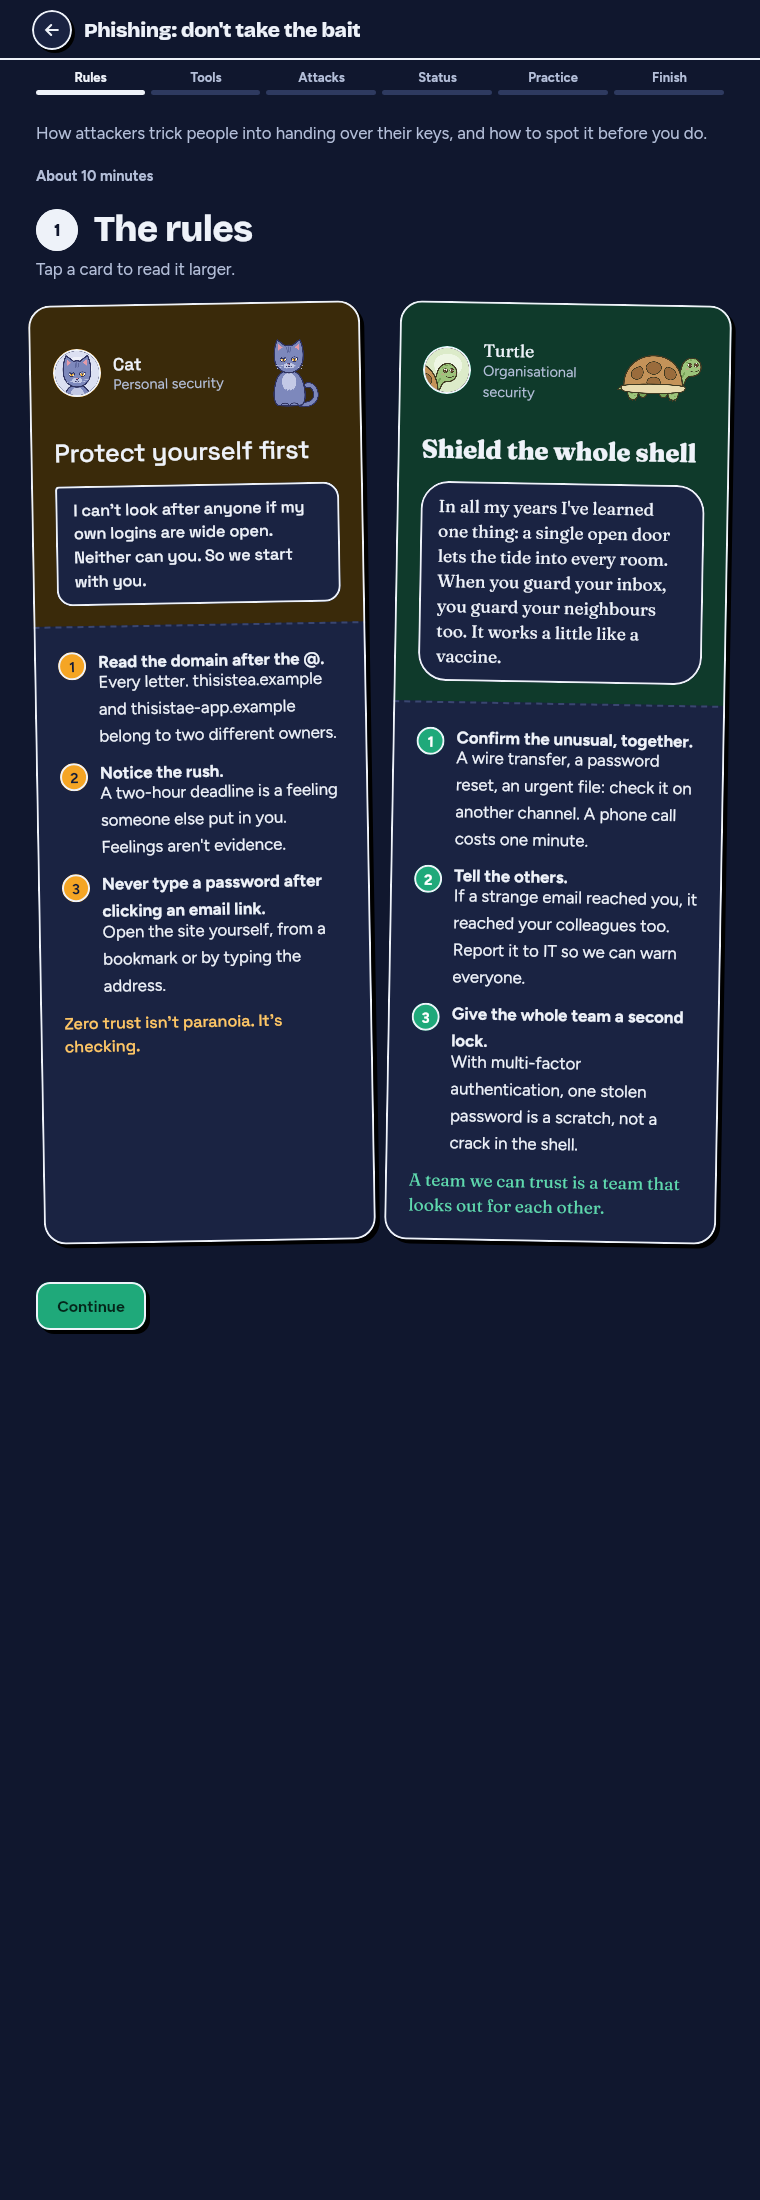 Phishing: don't take the bait
Rules
Tools
Attacks
Status
Practice
Finish
How attackers trick people into handing over their keys, and how to spot it before you do.
About 10 minutes
1
The rules
Tap a card to read it larger.
Cat
Personal security
Protect yourself first
I can't look after anyone if my
own logins are wide open.
Neither can you. So we start
with you.
1
Read the domain after the @.
Every letter. thisistea.example
and thisistae-app.example
belong to two different owners.
2
Notice the rush.
A two-hour deadline is a feeling
someone else put in you.
Feelings aren't evidence.
3
Never type a password after
clicking an email link.
Open the site yourself, from a
bookmark or by typing the
address.
Zero trust isn't paranoia. It's
checking.
Turtle
Organisational
security
Shield the whole shell
In all my years I've learned
one thing: a single open door
lets the tide into every room.
When you guard your inbox,
you guard your neighbours
too. It works a little like a
vaccine.
1
Confirm the unusual, together.
A wire transfer, a password
reset, an urgent file: check it on
another channel. A phone call
costs one minute.
2
Tell the others.
If a strange email reached you, it
reached your colleagues too.
Report it to IT so we can warn
everyone.
3
Give the whole team a second
lock.
With multi-factor
authentication, one stolen
password is a scratch, not a
crack in the shell.
A team we can trust is a team that
looks out for each other.
Continue